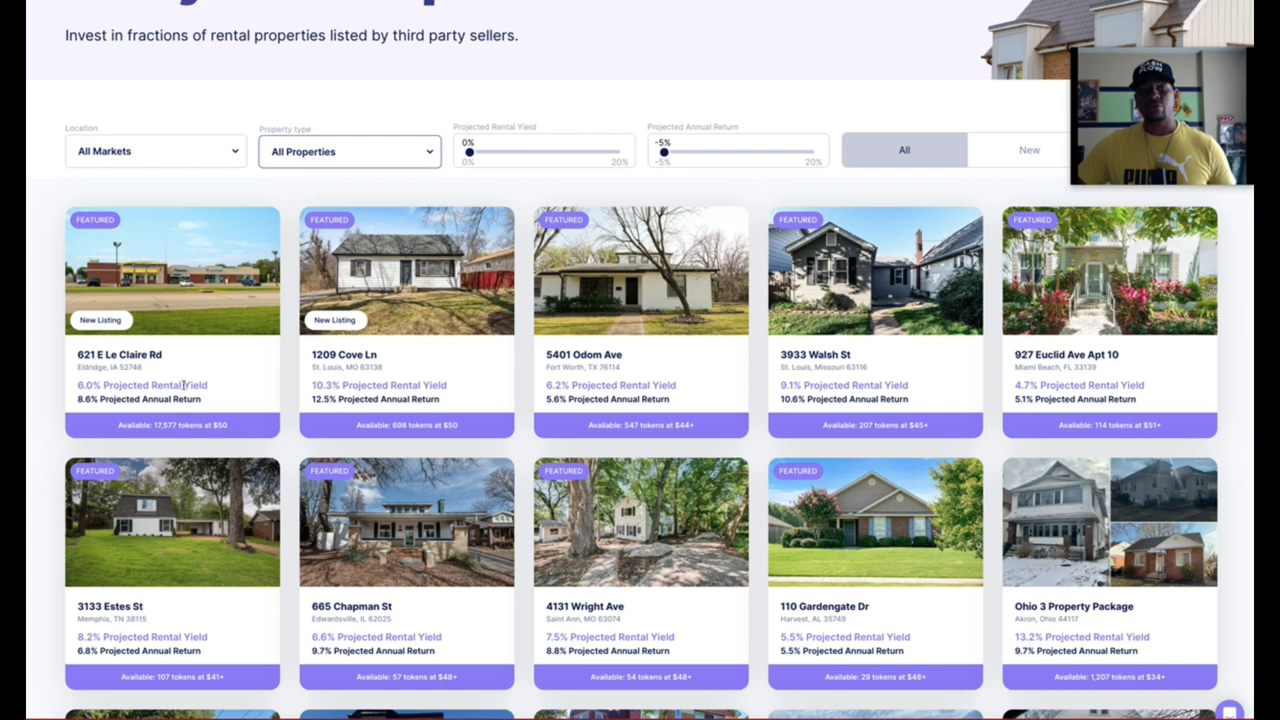 Invest in fractions of rental properties listed by third party sellers.
Location
Property type
Projected Rental Yield
Projected Annual Return
All Markets
All Properties
0%
0%
20%
-5%
-5%
20%
All
New
CASH
FLOW
PUMA
FEATURED
New Listing
621 E Le Claire Rd
Eldridge, IA 52748
6.0% Projected Rental Yield
8.6% Projected Annual Return
Available: 17,577 tokens at $50
FEATURED
New Listing
1209 Cove Ln
St. Louis, MO 63138
10.3% Projected Rental Yield
12.5% Projected Annual Return
Available: 698 tokens at $50
FEATURED
5401 Odom Ave
Fort Worth, TX 76114
6.2% Projected Rental Yield
5.6% Projected Annual Return
Available: 547 tokens at $44+
FEATURED
3933 Walsh St
St. Louis, Missouri 63116
9.1% Projected Rental Yield
10.6% Projected Annual Return
Available: 207 tokens at $45+
FEATURED
927 Euclid Ave Apt 10
Miami Beach, FL 33139
4.7% Projected Rental Yield
5.1% Projected Annual Return
Available: 114 tokens at $51+
FEATURED
3133 Estes St
Memphis, TN 38115
8.2% Projected Rental Yield
6.8% Projected Annual Return
Available: 107 tokens at $41+
FEATURED
665 Chapman St
Edwardsville, IL 62025
6.6% Projected Rental Yield
9.7% Projected Annual Return
Available: 57 tokens at $48+
FEATURED
4131 Wright Ave
Saint Ann, MO 63074
7.5% Projected Rental Yield
8.8% Projected Annual Return
Available: 54 tokens at $48+
FEATURED
110 Gardengate Dr
Harvest, AL 35749
5.5% Projected Rental Yield
5.5% Projected Annual Return
Available: 29 tokens at $48+
Ohio 3 Property Package
Akron, Ohio 44117
13.2% Projected Rental Yield
9.7% Projected Annual Return
Available: 1,207 tokens at $34+